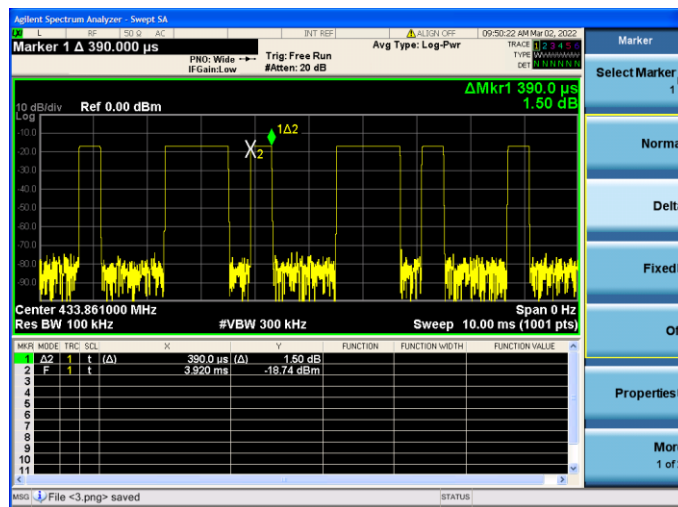 Agilent Spectrum Analyzer - Swept SA
L RF 50 Ω AC INT REF ALIGN OFF 09:50:22 AM Mar 02, 2022
Marker 1 Δ 390.000 µs
PNO: Wide
IFGain:Low
Trig: Free Run
#Atten: 20 dB
Avg Type: Log-Pwr
TRACE 1 2 3 4 5 6
TYPE WWWWWW
DET N N N N N N
ΔMkr1 390.0 µs
1.50 dB
10 dB/div Ref 0.00 dBm
Log
-10.0
-20.0
-30.0
-40.0
-50.0
-60.0
-70.0
-80.0
-90.0
1Δ2
X2
Center 433.861000 MHz
Span 0 Hz
Res BW 100 kHz #VBW 300 kHz Sweep 10.00 ms (1001 pts)
MKR MODE TRC SCL X Y FUNCTION FUNCTION WIDTH FUNCTION VALUE
1 Δ2 1 t (Δ) 390.0 µs (Δ) 1.50 dB
2 F 1 t 3.920 ms -18.74 dBm
3
4
5
6
7
8
9
10
11
MSG File <3.png> saved STATUS
Marker
Select Marker
1
Norma
Delt
Fixed
Of
Properties
Mor
1 of